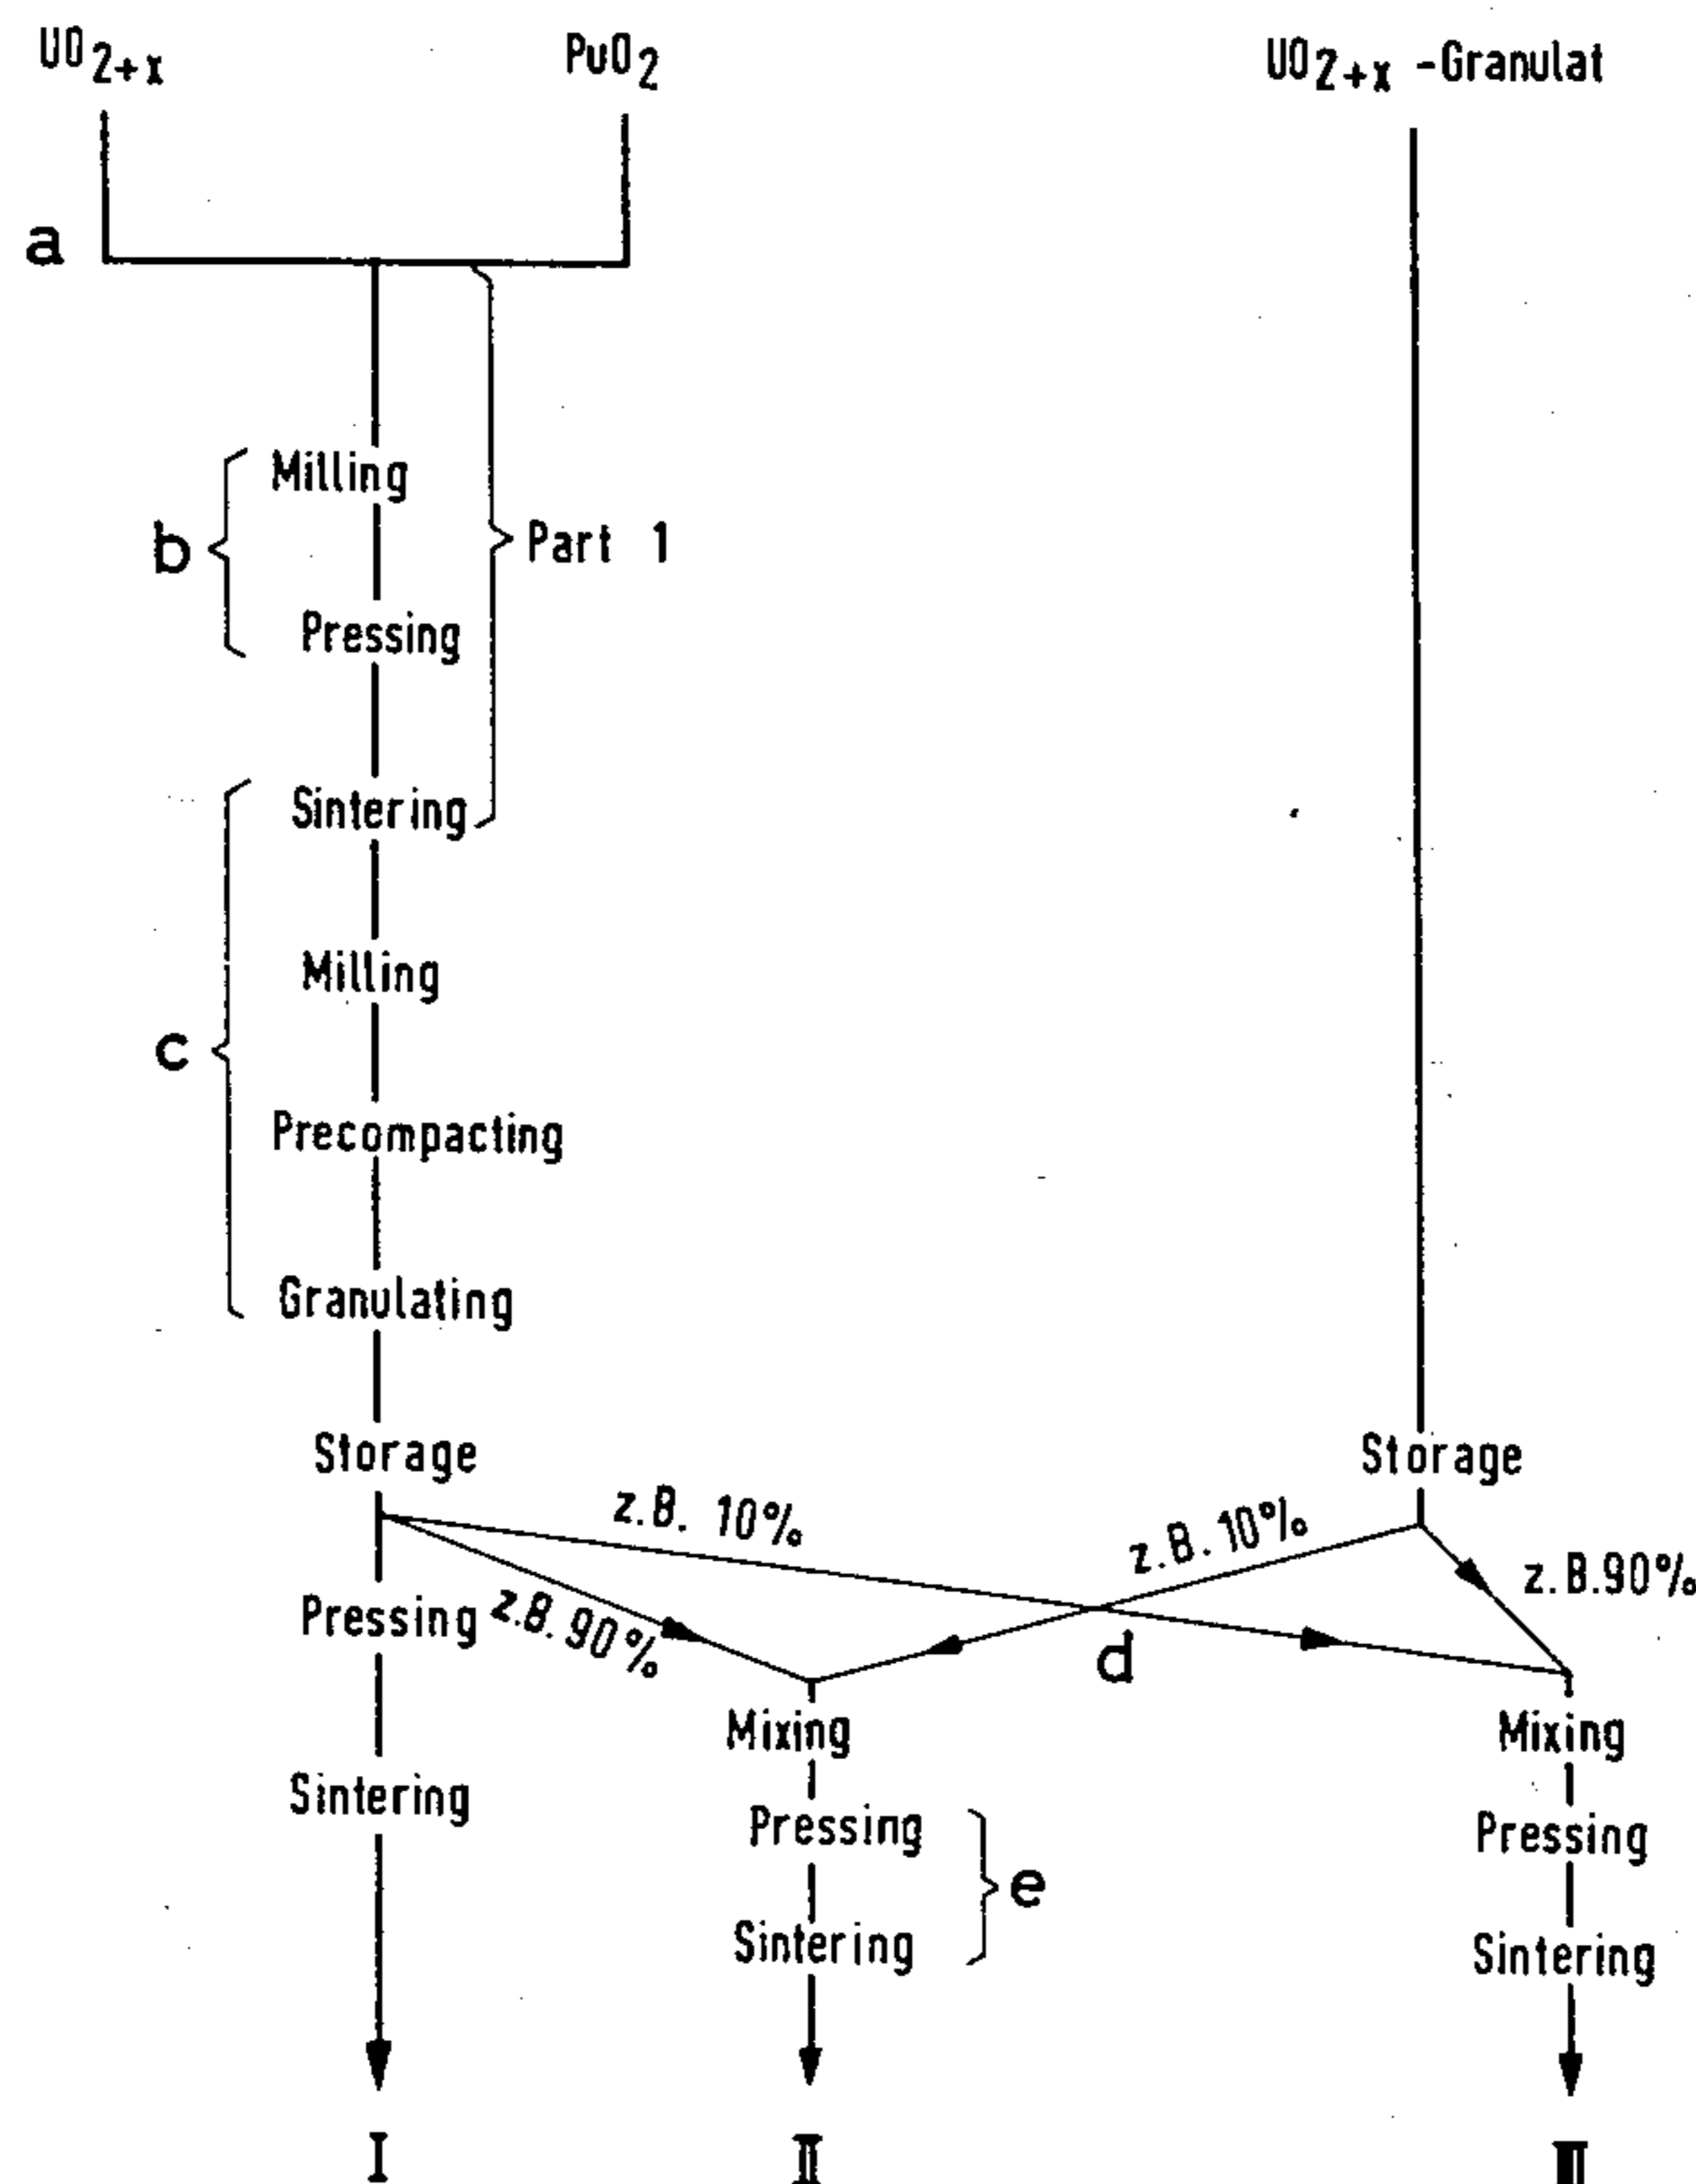 UO2+x
PuO2
UO2+x -Granulat
a
Milling
b
Part 1
Pressing
Sintering
Milling
c
Precompacting
Granulating
Storage
Storage
z.B. 10%
z.B. 10%
z.B. 90%
Pressing
z.B. 90%
d
Mixing
Mixing
Sintering
Pressing
Pressing
e
Sintering
Sintering
I
II
III